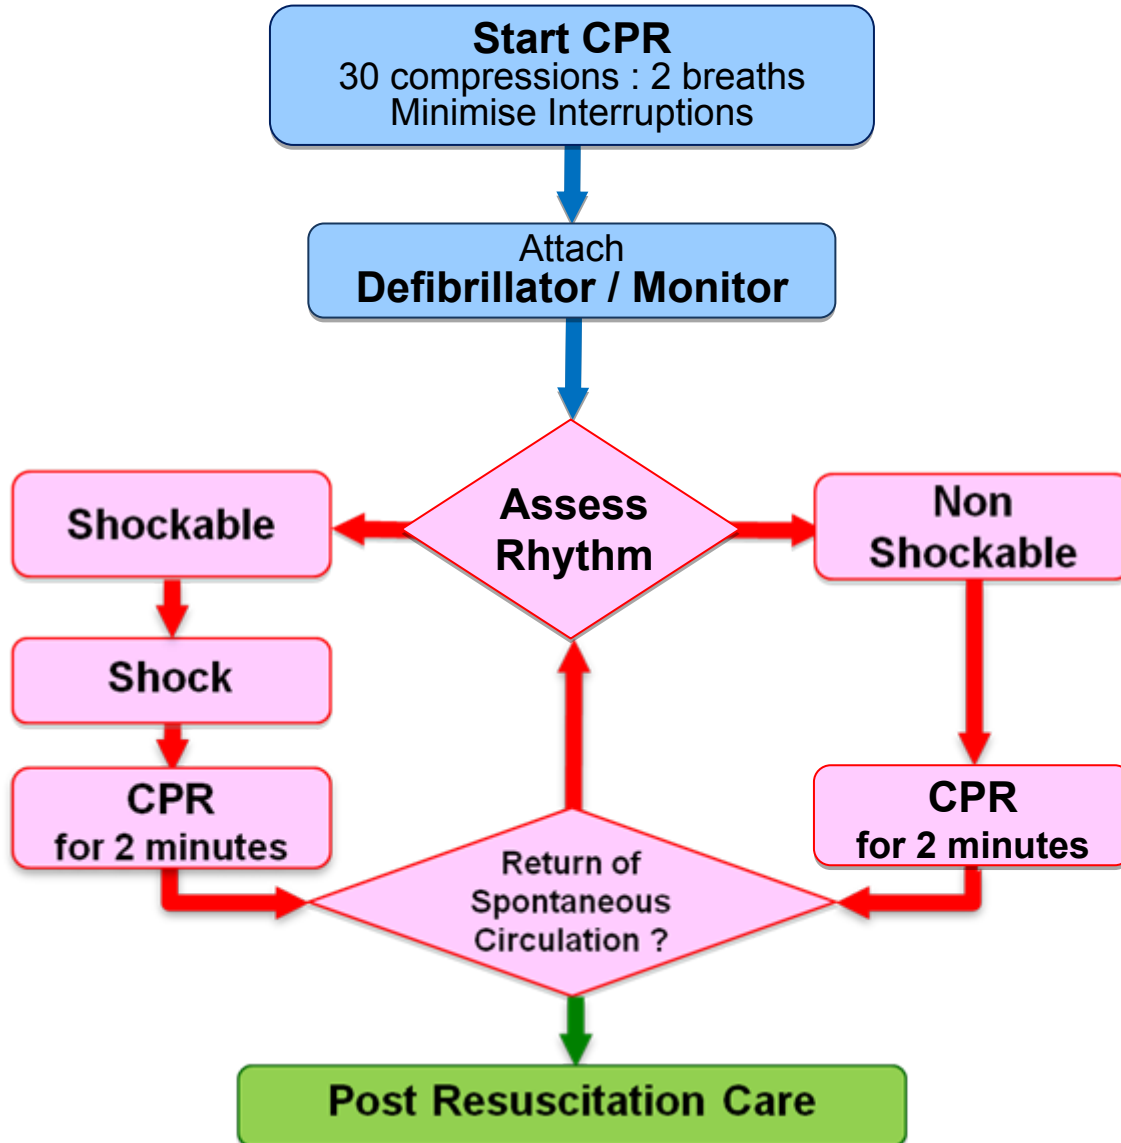 Start CPR
30 compressions : 2 breaths
Minimise Interruptions
Attach
Defibrillator / Monitor
Assess
Rhythm
Shockable
Non
Shockable
Shock
CPR
for 2 minutes
CPR
for 2 minutes
Return of
Spontaneous
Circulation ?
Post Resuscitation Care